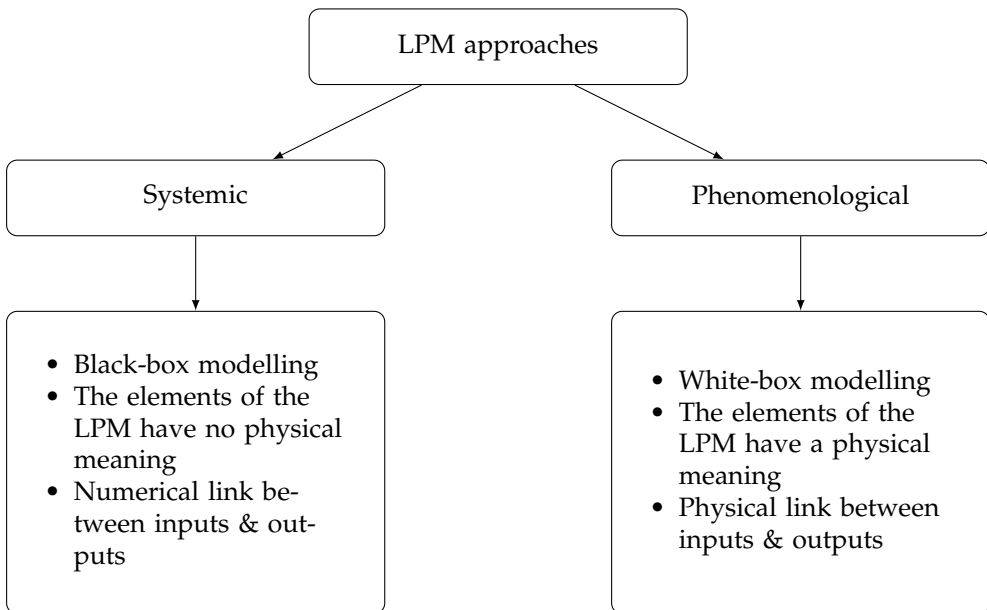 LPM approaches
Systemic
Phenomenological
• Black-box modelling
• The elements of the
LPM have no physical
meaning
• Numerical link be-
tween inputs & out-
puts
• White-box modelling
• The elements of the
LPM have a physical
meaning
• Physical link between
inputs & outputs